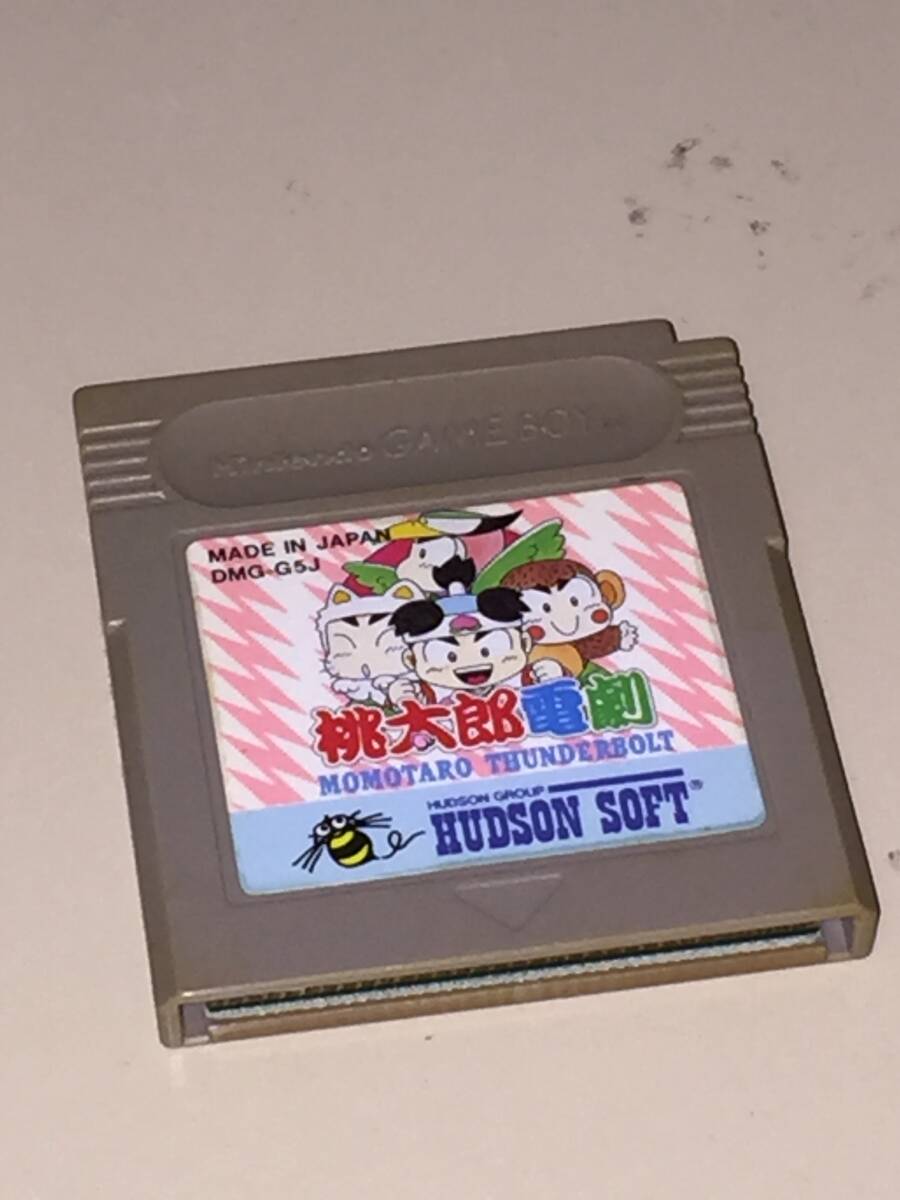 Nintendo GAME BOY
MADE IN JAPAN
DMG-G5J
桃太郎電劇
MOMOTARO THUNDERBOLT
HUDSON GROUP
HUDSON SOFT®